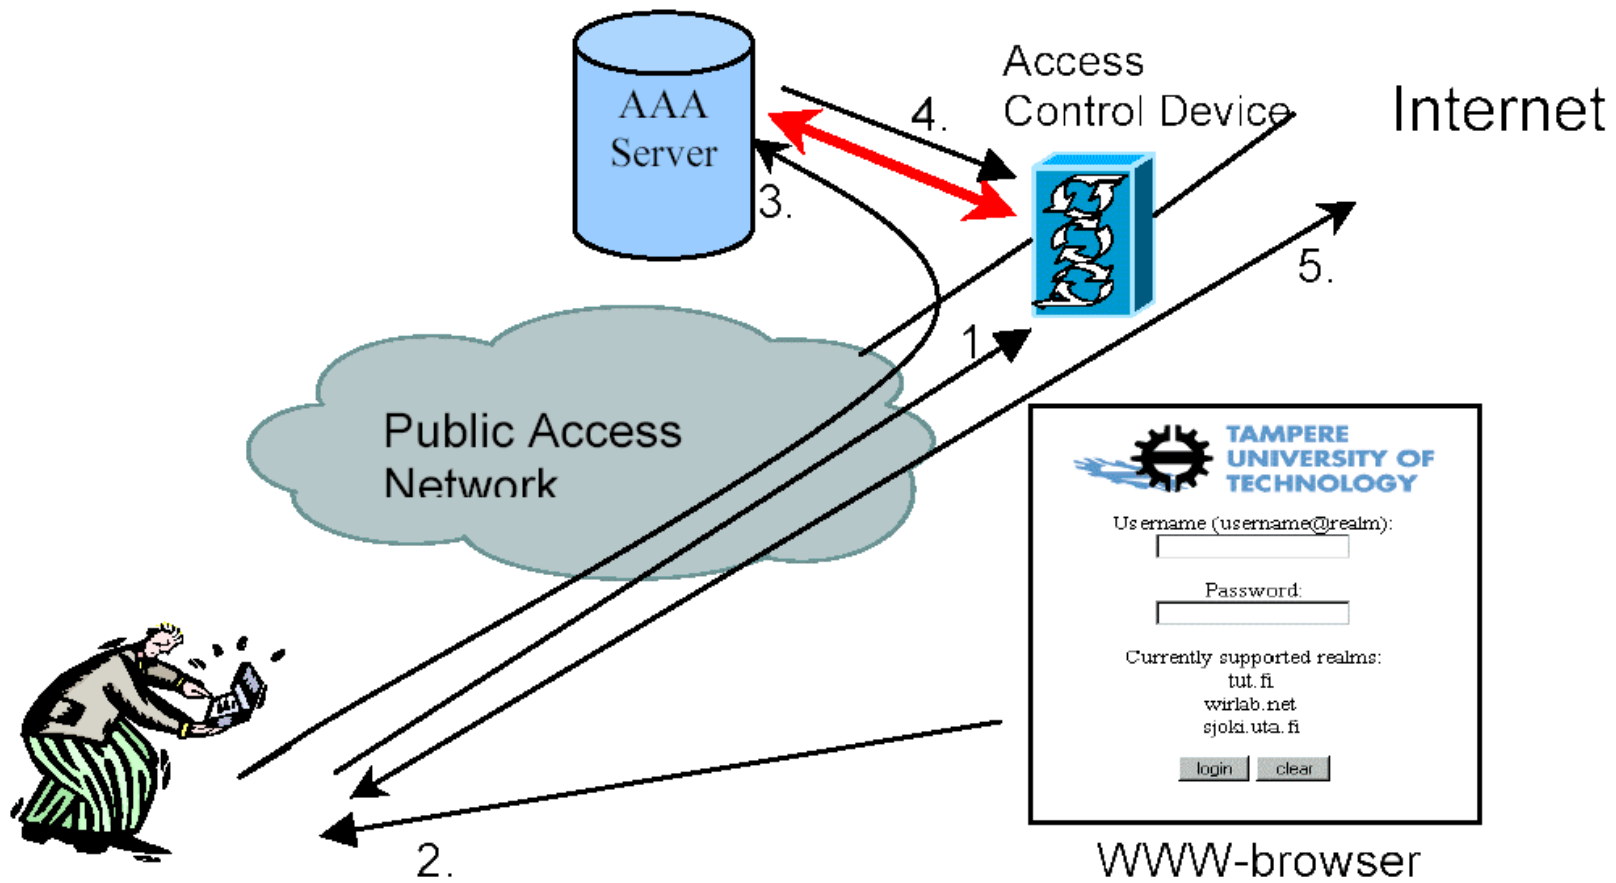 AAA
Server
Access
Control Device
Internet
4.
3.
5.
1
Public Access
Network
TAMPERE
UNIVERSITY OF
TECHNOLOGY
Username (username@realm):
Password:
Currently supported realms:
tut.fi
wirlab.net
sjoki.uta.fi
login clear
2.
WWW-browser